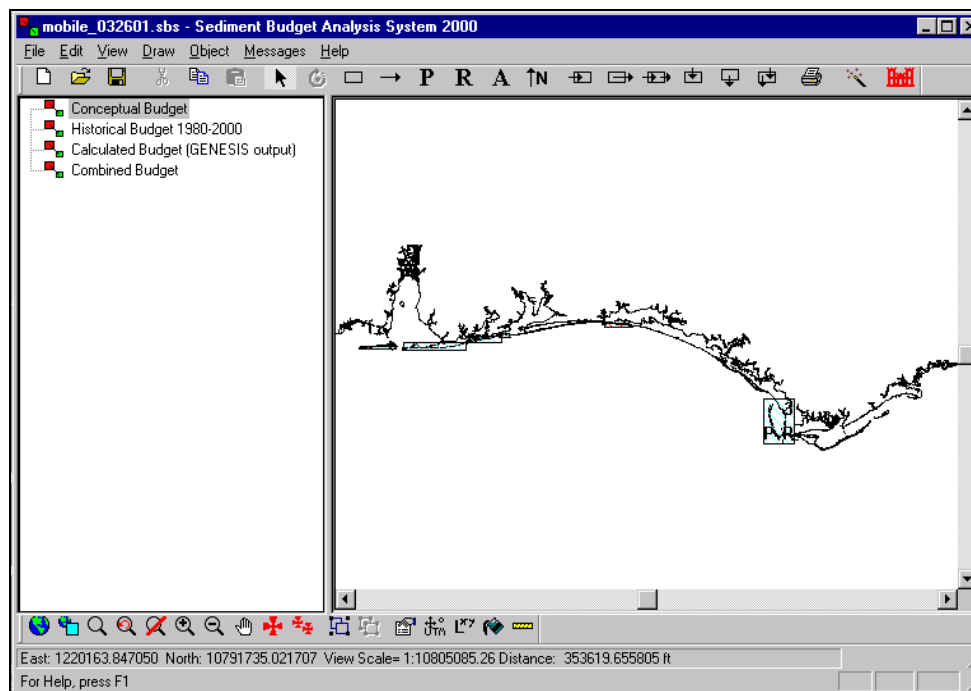 mobile_032601.sbs - Sediment Budget Analysis System 2000
File Edit View Draw Object Messages Help
P R A N
Conceptual Budget
Historical Budget 1980-2000
Calculated Budget (GENESIS output)
Combined Budget
3
P R
East: 1220163.847050 North: 10791735.021707 View Scale= 1:10805085.26 Distance: 353619.655805 ft
For Help, press F1